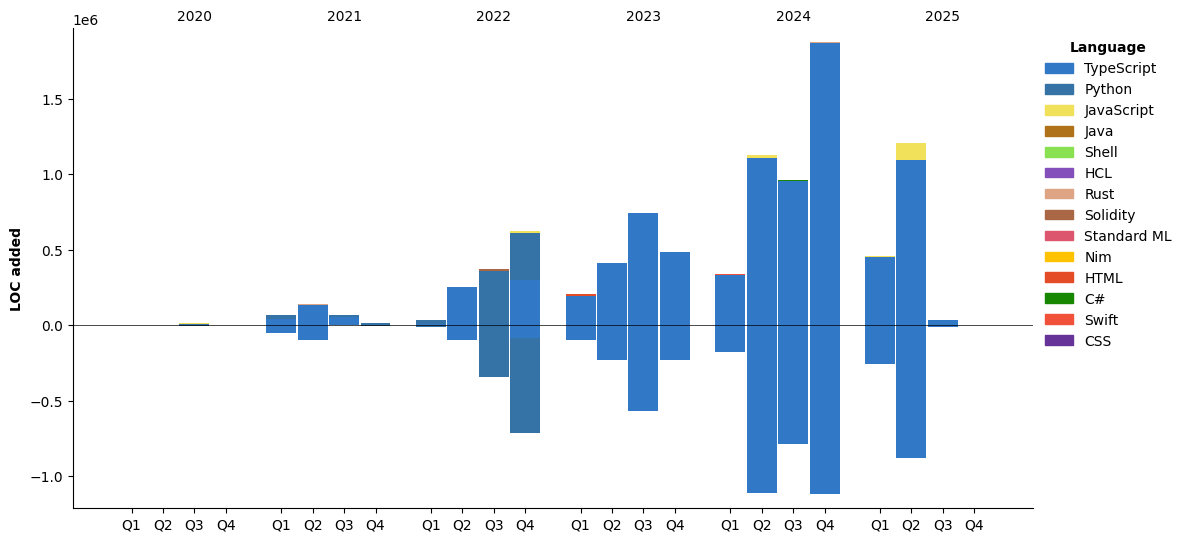 1e6
2020 2021 2022 2023 2024 2025
LOC added
1.5
1.0
0.5
0.0
−0.5
−1.0
Q1 Q2 Q3 Q4 Q1 Q2 Q3 Q4 Q1 Q2 Q3 Q4 Q1 Q2 Q3 Q4 Q1 Q2 Q3 Q4 Q1 Q2 Q3 Q4
Language
TypeScript
Python
JavaScript
Java
Shell
HCL
Rust
Solidity
Standard ML
Nim
HTML
C#
Swift
CSS